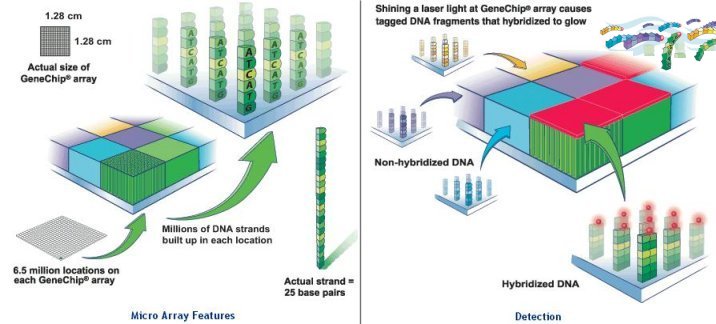 1.28 cm
1.28 cm
Actual size of
GeneChip® array
A
T
C
A
T
G
A
T
C
A
T
G
A
T
C
A
T
G
Millions of DNA strands
built up in each location
6.5 million locations on
each GeneChip® array
Actual strand =
25 base pairs
Micro Array Features
Shining a laser light at GeneChip® array causes
tagged DNA fragments that hybridized to glow
Non-hybridized DNA
Hybridized DNA
Detection